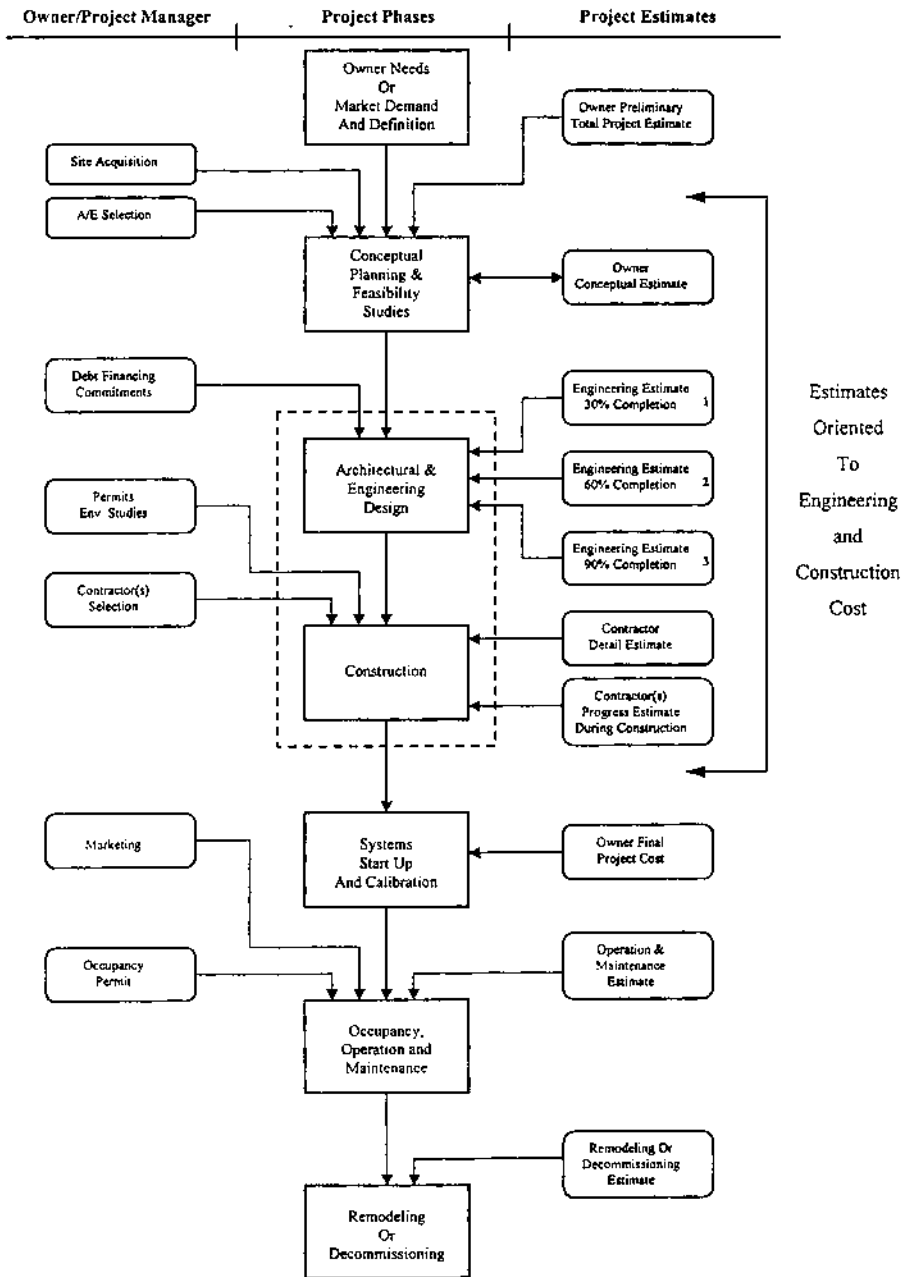 Owner/Project Manager
Project Phases
Project Estimates
Owner Needs
Or
Market Demand
And Definition
Owner Preliminary
Total Project Estimate
Site Acquisition
A/E Selection
Conceptual
Planning &
Feasibility
Studies
Owner
Conceptual Estimate
Debt Financing
Commitments
Engineering Estimate
30% Completion 1
Architectural &
Engineering
Design
Engineering Estimate
60% Completion 2
Permits
Env. Studies
Engineering Estimate
90% Completion 3
Contractor(s)
Selection
Construction
Contractor
Detail Estimate
Contractor(s)
Progress Estimate
During Construction
Estimates
Oriented
To
Engineering
and
Construction
Cost
Marketing
Systems
Start Up
And Calibration
Owner Final
Project Cost
Occupancy
Permit
Operation &
Maintenance
Estimate
Occupancy,
Operation and
Maintenance
Remodeling Or
Decommissioning
Estimate
Remodeling
Or
Decommissioning